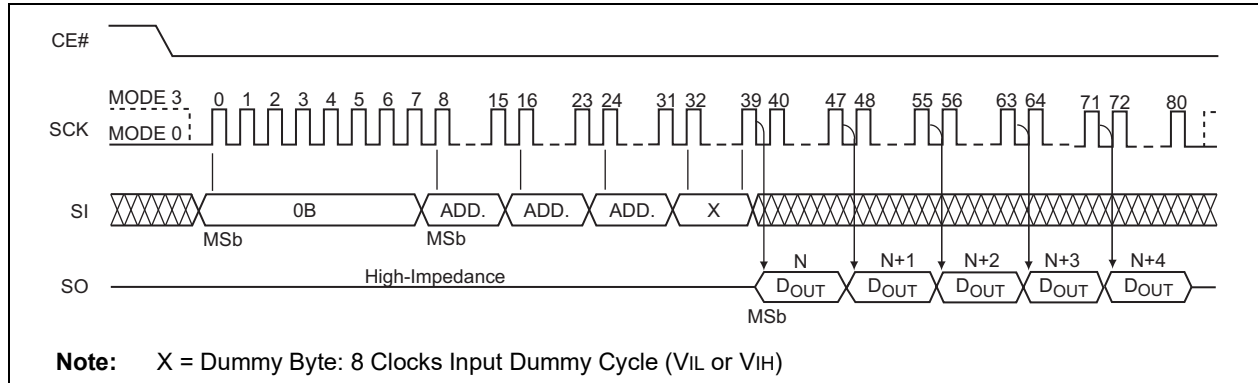 CE#
MODE 3
0 1 2 3 4 5 6 7 8 15 16 23 24 31 32 39 40 47 48 55 56 63 64 71 72 80
SCK
MODE 0
SI
0B
ADD.
ADD.
ADD.
X
MSb
MSb
N
N+1
N+2
N+3
N+4
SO
High-Impedance
DOUT
DOUT
DOUT
DOUT
DOUT
MSb
Note: X = Dummy Byte: 8 Clocks Input Dummy Cycle (VIL or VIH)